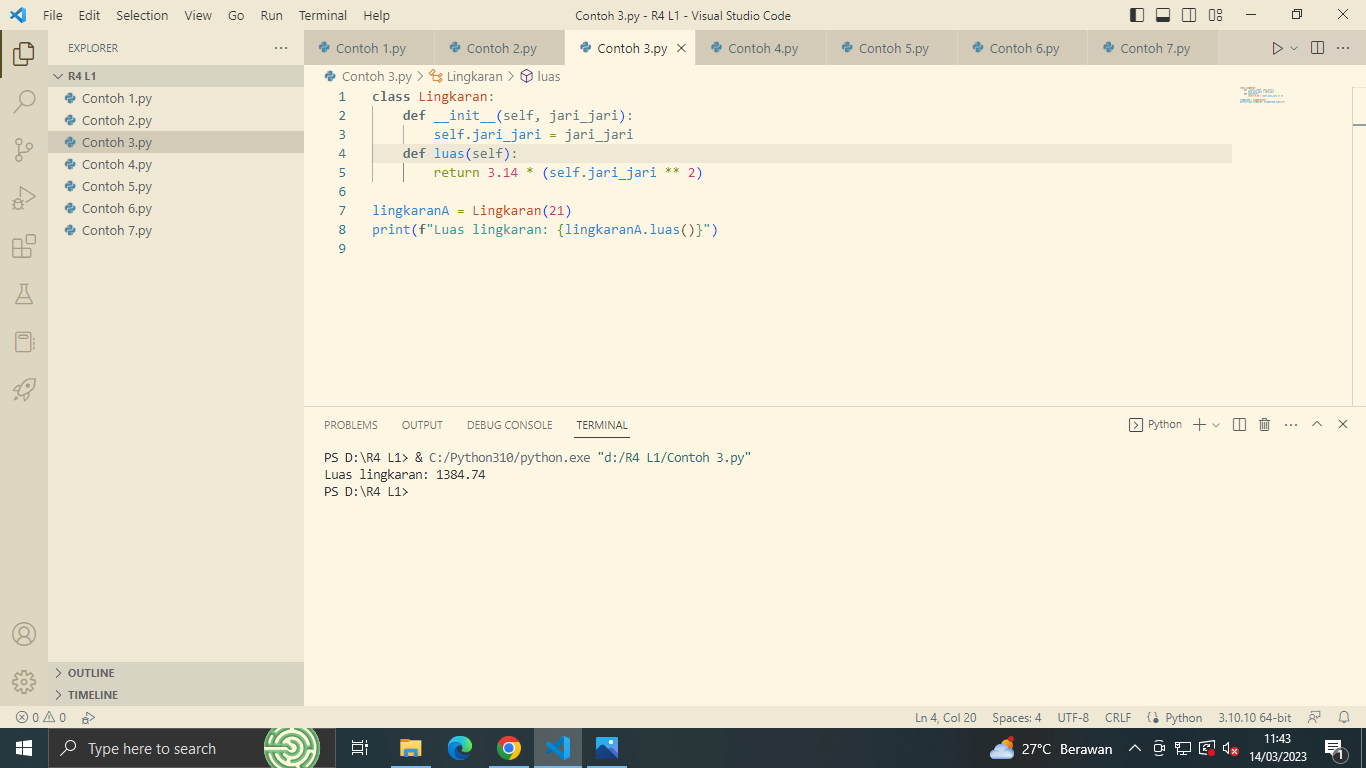 File Edit Selection View Go Run Terminal Help Contoh 3.py - R4 L1 - Visual Studio Code
EXPLORER
R4 L1
Contoh 1.py
Contoh 2.py
Contoh 3.py
Contoh 4.py
Contoh 5.py
Contoh 6.py
Contoh 7.py
OUTLINE
TIMELINE
Contoh 1.py Contoh 2.py Contoh 3.py Contoh 4.py Contoh 5.py Contoh 6.py Contoh 7.py
Contoh 3.py > Lingkaran > luas
1 class Lingkaran:
2     def __init__(self, jari_jari):
3         self.jari_jari = jari_jari
4     def luas(self):
5         return 3.14 * (self.jari_jari ** 2)
6
7 lingkaranA = Lingkaran(21)
8 print(f"Luas lingkaran: {lingkaranA.luas()}")
9
PROBLEMS OUTPUT DEBUG CONSOLE TERMINAL Python
PS D:\R4 L1> & C:/Python310/python.exe "d:/R4 L1/Contoh 3.py"
Luas lingkaran: 1384.74
PS D:\R4 L1>
0 0 Ln 4, Col 20 Spaces: 4 UTF-8 CRLF Python 3.10.10 64-bit
Type here to search 27°C Berawan 11:43
14/03/2023 1